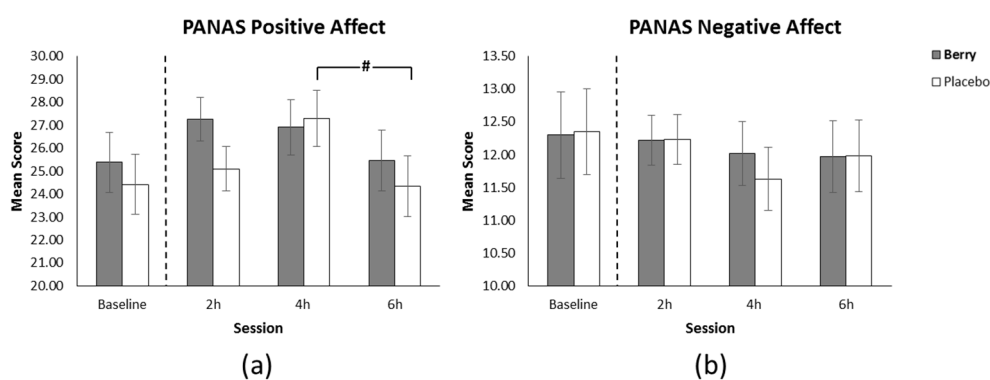 PANAS Positive Affect
30.00
29.00
28.00
27.00
26.00
25.00
24.00
23.00
22.00
21.00
20.00
Mean Score
#
Baseline 2h 4h 6h
Session
(a)
PANAS Negative Affect
13.50
13.00
12.50
12.00
11.50
11.00
10.50
10.00
Mean Score
Baseline 2h 4h 6h
Session
(b)
Berry
Placebo